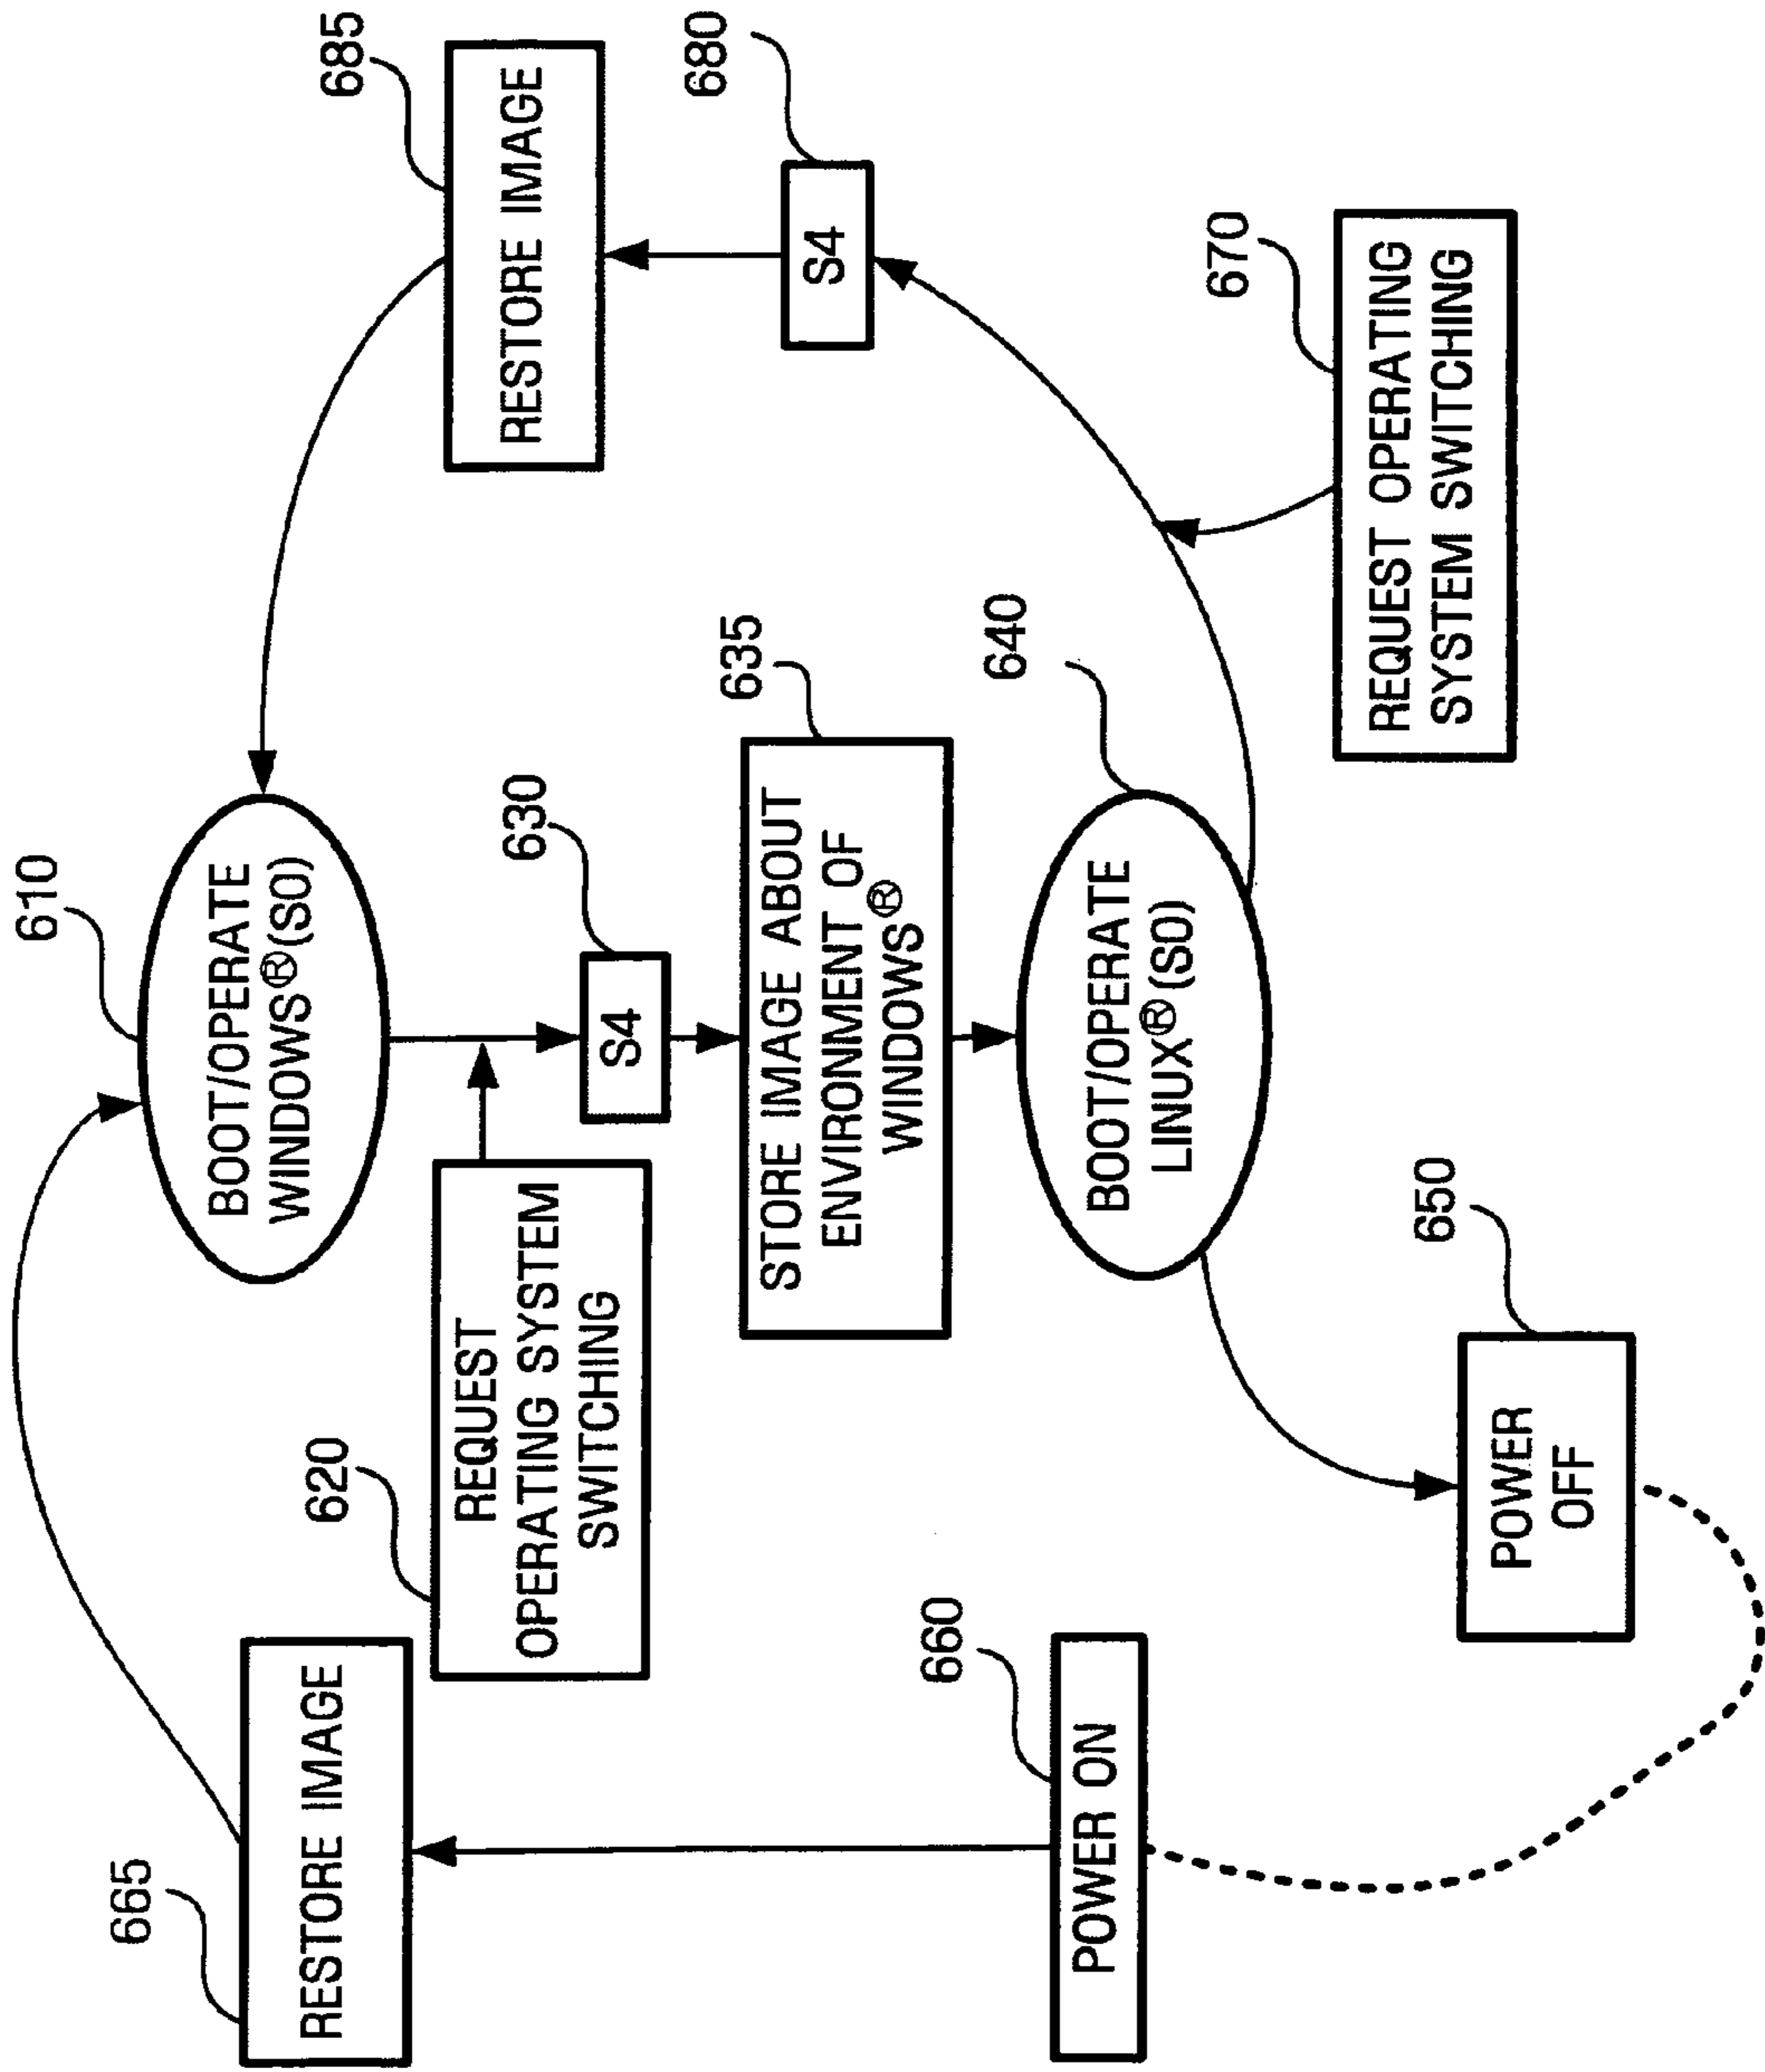 665
RESTORE IMAGE
610
BOOT/OPERATE
WINDOWS®(S0)
685
RESTORE IMAGE
620
REQUEST
OPERATING SYSTEM
SWITCHING
630
S4
680
S4
635
STORE IMAGE ABOUT
ENVIRONMENT OF
WINDOWS®
660
POWER ON
640
BOOT/OPERATE
LINUX®(S0)
670
REQUEST OPERATING
SYSTEM SWITCHING
650
POWER
OFF